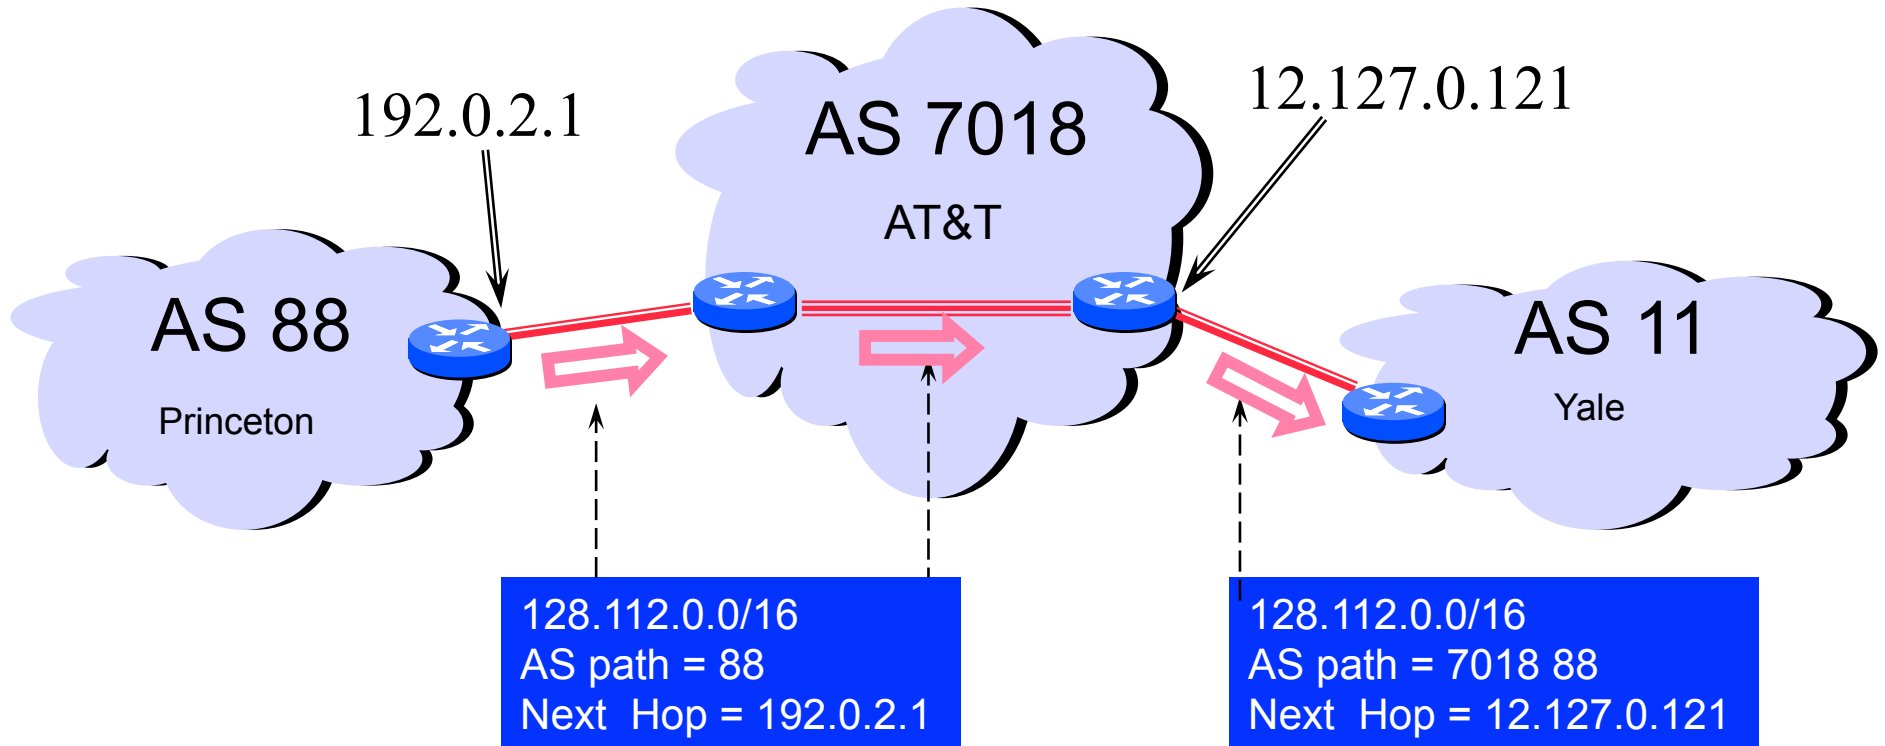 192.0.2.1
AS 7018
AT&T
12.127.0.121
AS 88
Princeton
AS 11
Yale
128.112.0.0/16
AS path = 88
Next Hop = 192.0.2.1
128.112.0.0/16
AS path = 7018 88
Next Hop = 12.127.0.121